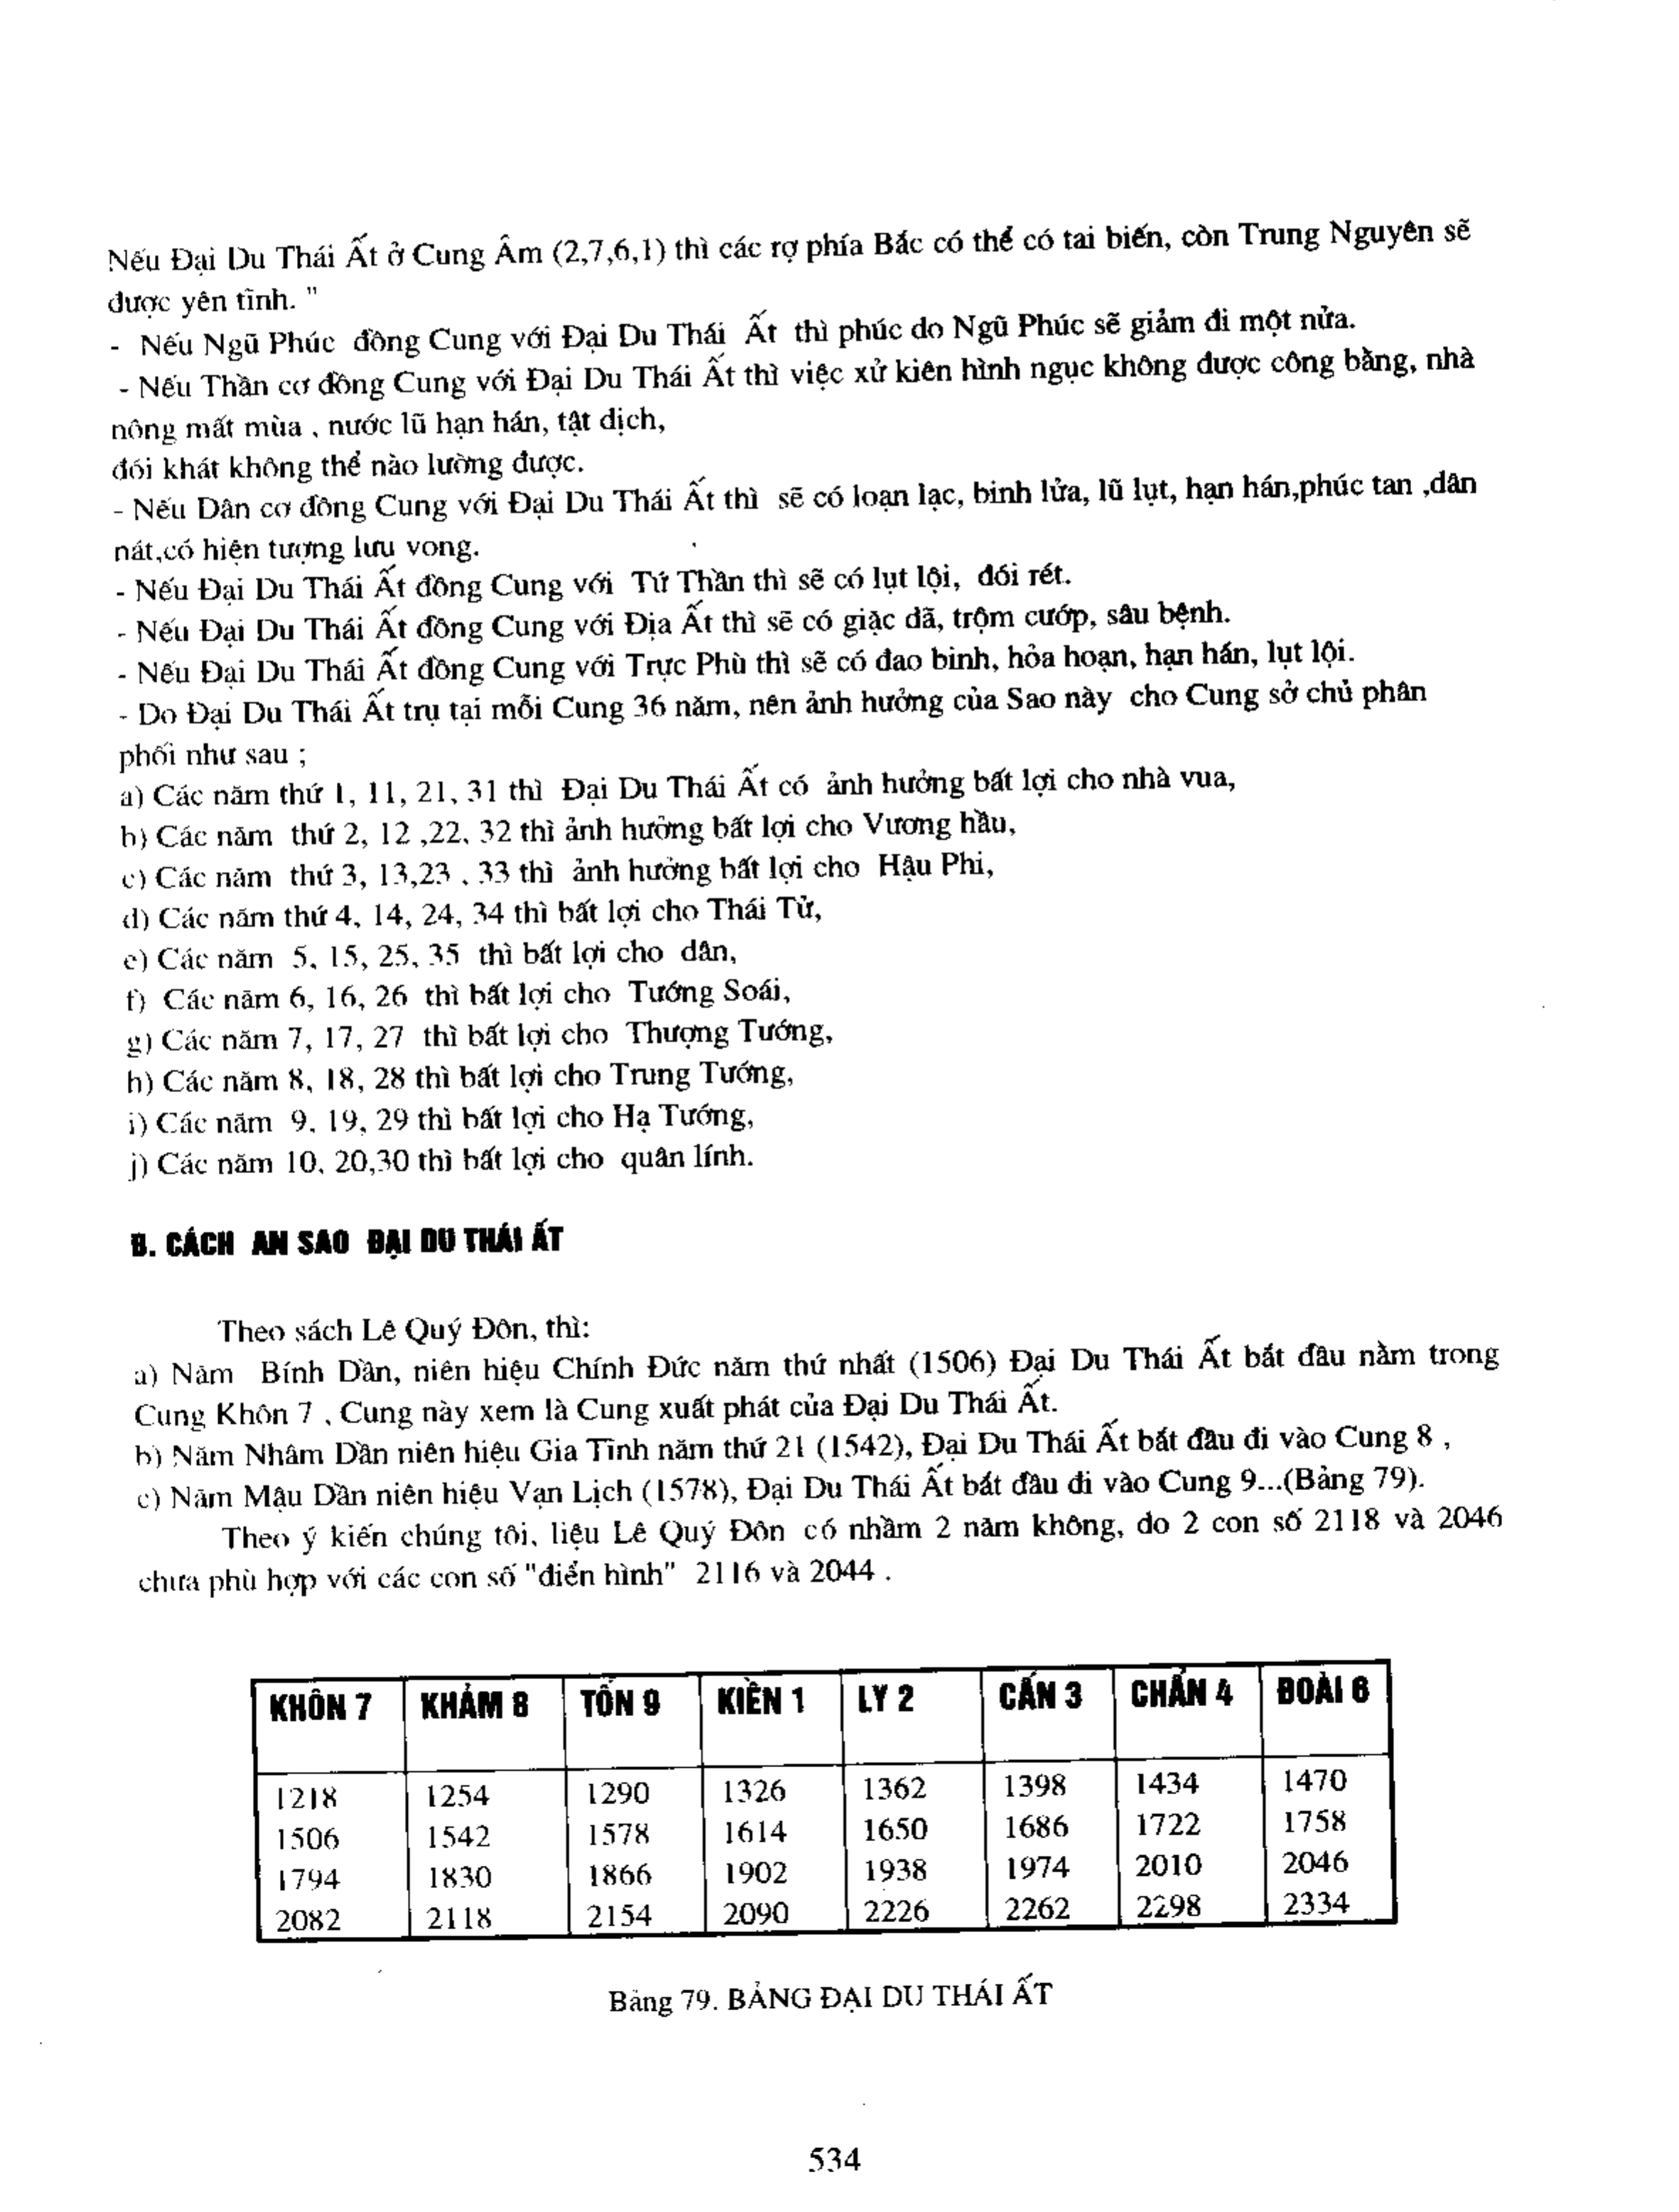 Nếu Đại Du Thái Ất ở Cung Âm (2,7,6,1) thì các rợ phía Bắc có thể có tai biến, còn Trung Nguyên sẽ
được yên tĩnh. "
- Nếu Ngũ Phúc đồng Cung với Đại Du Thái Ất thì phúc do Ngũ Phúc sẽ giảm đi một nửa.
- Nếu Thần cơ đồng Cung với Đại Du Thái Ất thì việc xử kiên hình ngục không được công bằng, nhà
nông mất mùa , nước lũ hạn hán, tật dịch,
đói khát không thể nào lường được.
- Nếu Dân cơ đồng Cung với Đại Du Thái Ất thì sẽ có loạn lạc, binh lửa, lũ lụt, hạn hán,phúc tan ,dân
nát,có hiện tượng lưu vong.
- Nếu Đại Du Thái Ất đồng Cung với Tứ Thần thì sẽ có lụt lội, đói rét.
- Nếu Đại Du Thái Ất đồng Cung với Địa Ất thì sẽ có giặc dã, trộm cướp, sâu bệnh.
- Nếu Đại Du Thái Ất đồng Cung với Trực Phù thì sẽ có đao binh, hỏa hoạn, hạn hán, lụt lội.
- Do Đại Du Thái Ất trụ tại mỗi Cung 36 năm, nên ảnh hưởng của Sao này cho Cung sở chủ phân
phối như sau ;
a) Các năm thứ 1, 11, 21, 31 thì Đại Du Thái Ất có ảnh hưởng bất lợi cho nhà vua,
b) Các năm thứ 2, 12 ,22, 32 thì ảnh hưởng bất lợi cho Vương hầu,
c) Các năm thứ 3, 13,23 , 33 thì ảnh hưởng bất lợi cho Hậu Phi,
d) Các năm thứ 4, 14, 24, 34 thì bất lợi cho Thái Tử,
e) Các năm 5, 15, 25, 35 thì bất lợi cho dân,
f) Các năm 6, 16, 26 thì bất lợi cho Tướng Soái,
g) Các năm 7, 17, 27 thì bất lợi cho Thượng Tướng,
h) Các năm 8, 18, 28 thì bất lợi cho Trung Tướng,
i) Các năm 9, 19, 29 thì bất lợi cho Hạ Tướng,
j) Các năm 10, 20,30 thì bất lợi cho quân lính.
B. CÁCH AN SAO ĐẠI DU THÁI ẤT
Theo sách Lê Quý Đôn, thì:
a) Năm Bính Dần, niên hiệu Chính Đức năm thứ nhất (1506) Đại Du Thái Ất bắt đầu nằm trong
Cung Khôn 7 , Cung này xem là Cung xuất phát của Đại Du Thái Ất.
b) Năm Nhâm Dần niên hiệu Gia Tĩnh năm thứ 21 (1542), Đại Du Thái Ất bắt đầu đi vào Cung 8 ,
c) Năm Mậu Dần niên hiệu Vạn Lịch (1578), Đại Du Thái Ất bắt đầu đi vào Cung 9...(Bảng 79).
Theo ý kiến chúng tôi, liệu Lê Quý Đôn có nhầm 2 năm không, do 2 con số 2118 và 2046
chưa phù hợp với các con số "điển hình" 2116 và 2044 .
KHÔN 7 KHẢM 8 TỐN 9 KIỀN 1 LY 2 CẤN 3 CHẤN 4 ĐOÀI 6
1218 1254 1290 1326 1362 1398 1434 1470
1506 1542 1578 1614 1650 1686 1722 1758
1794 1830 1866 1902 1938 1974 2010 2046
2082 2118 2154 2090 2226 2262 2298 2334
Bảng 79. BẢNG ĐẠI DU THÁI ẤT
534